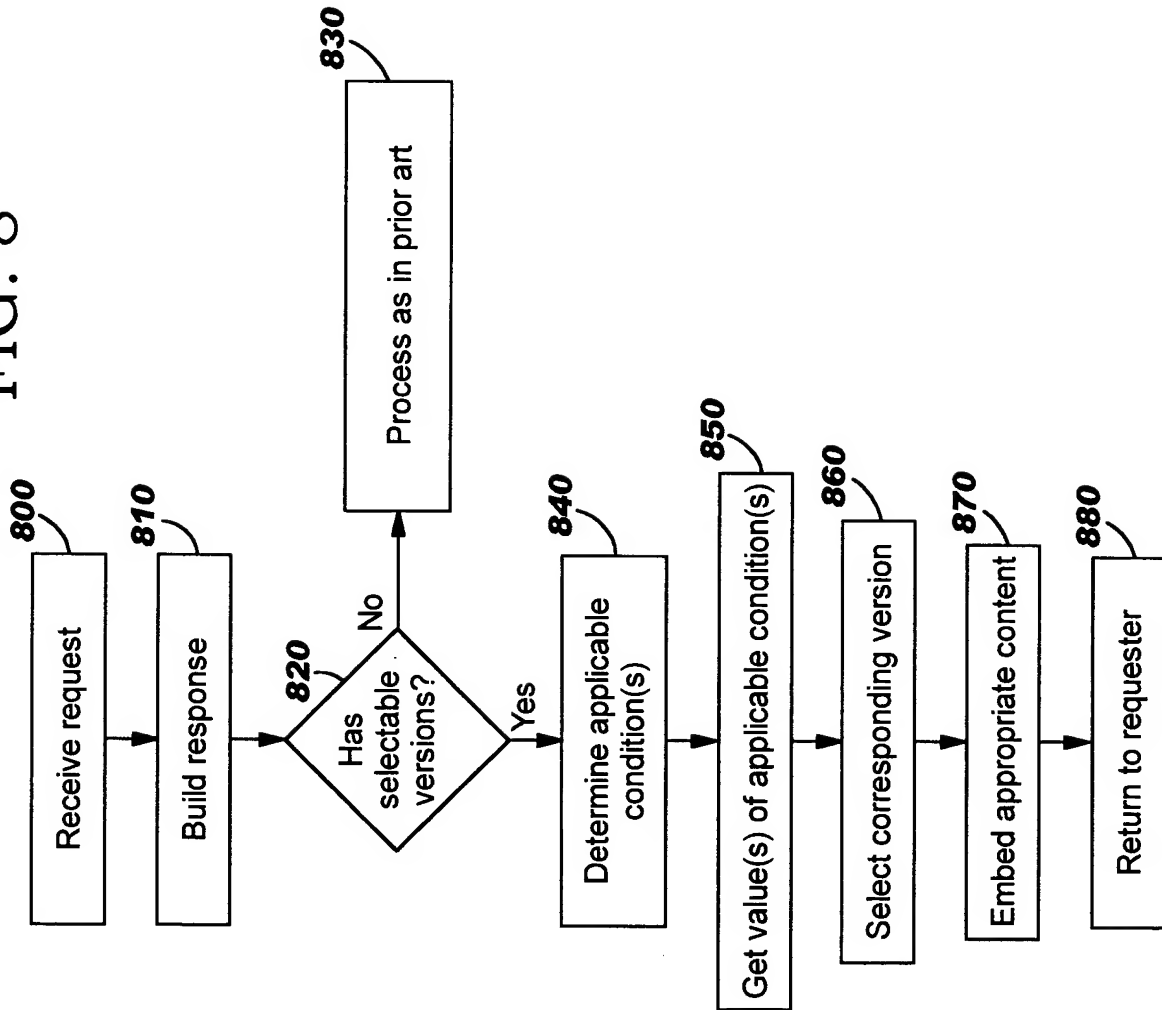 FIG. 8
800
Receive request
810
Build response
820
Has
selectable
versions?
No
830
Process as in prior art
Yes
840
Determine applicable
condition(s)
850
Get value(s) of applicable condition(s)
860
Select corresponding version
870
Embed appropriate content
880
Return to requester